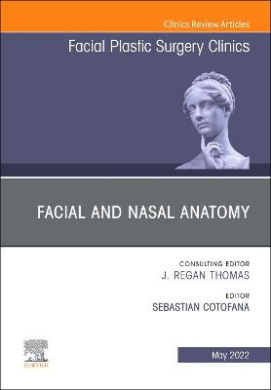 Clinics Review Articles
Facial Plastic Surgery Clinics
FACIAL AND NASAL ANATOMY
CONSULTING EDITOR
J. REGAN THOMAS
EDITOR
SEBASTIAN COTOFANA
ELSEVIER
May 2022